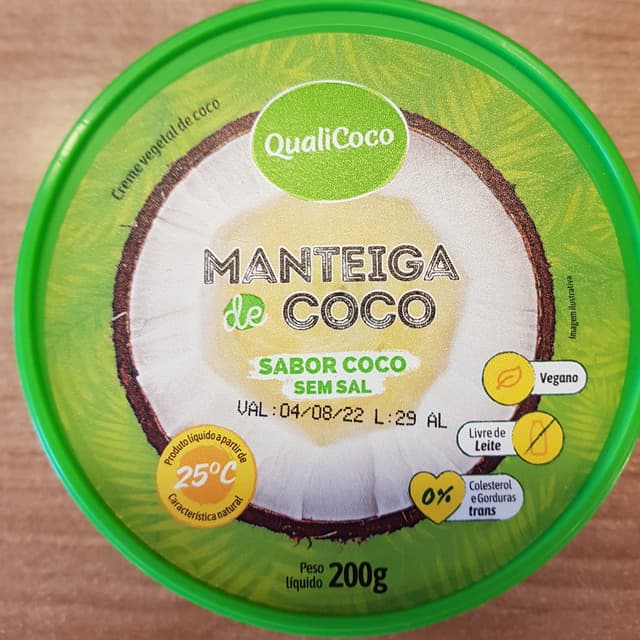 Creme vegetal de coco
QualiCoco
MANTEIGA
de COCO
SABOR COCO
SEM SAL
VAL:04/08/22 L:29 AL
Imagem ilustrativa
Vegano
Livre de
Leite
Produto líquido a partir de
25°C
Característica natural
0%
Colesterol
e Gorduras
trans
Peso
líquido 200g